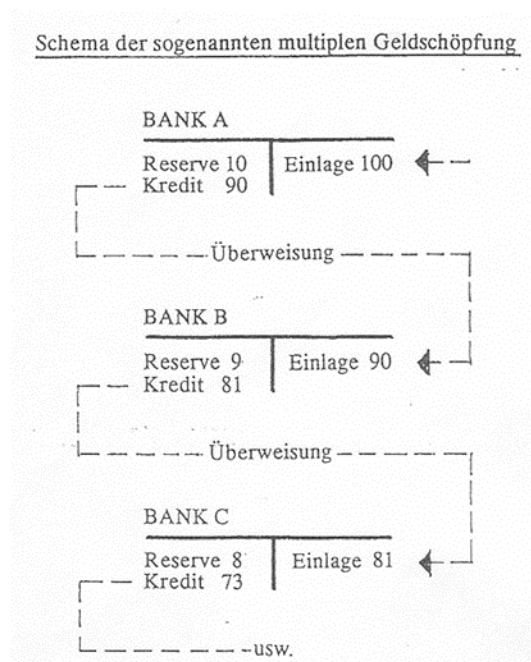 Schema der sogenannten multiplen Geldschöpfung
BANK A
Reserve 10 Einlage 100
Kredit 90
Überweisung
BANK B
Reserve 9 Einlage 90
Kredit 81
Überweisung
BANK C
Reserve 8 Einlage 81
Kredit 73
usw.